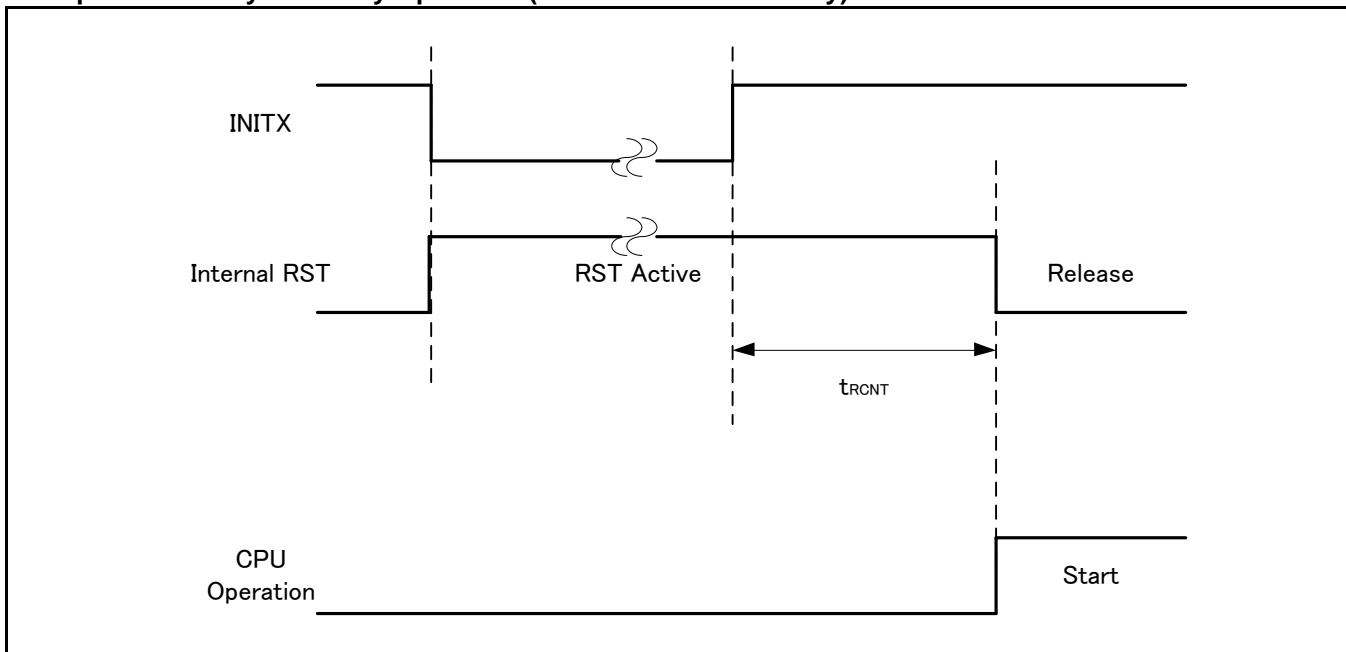 INITX
Internal RST
RST Active
Release
tRCNT
CPU
Operation
Start